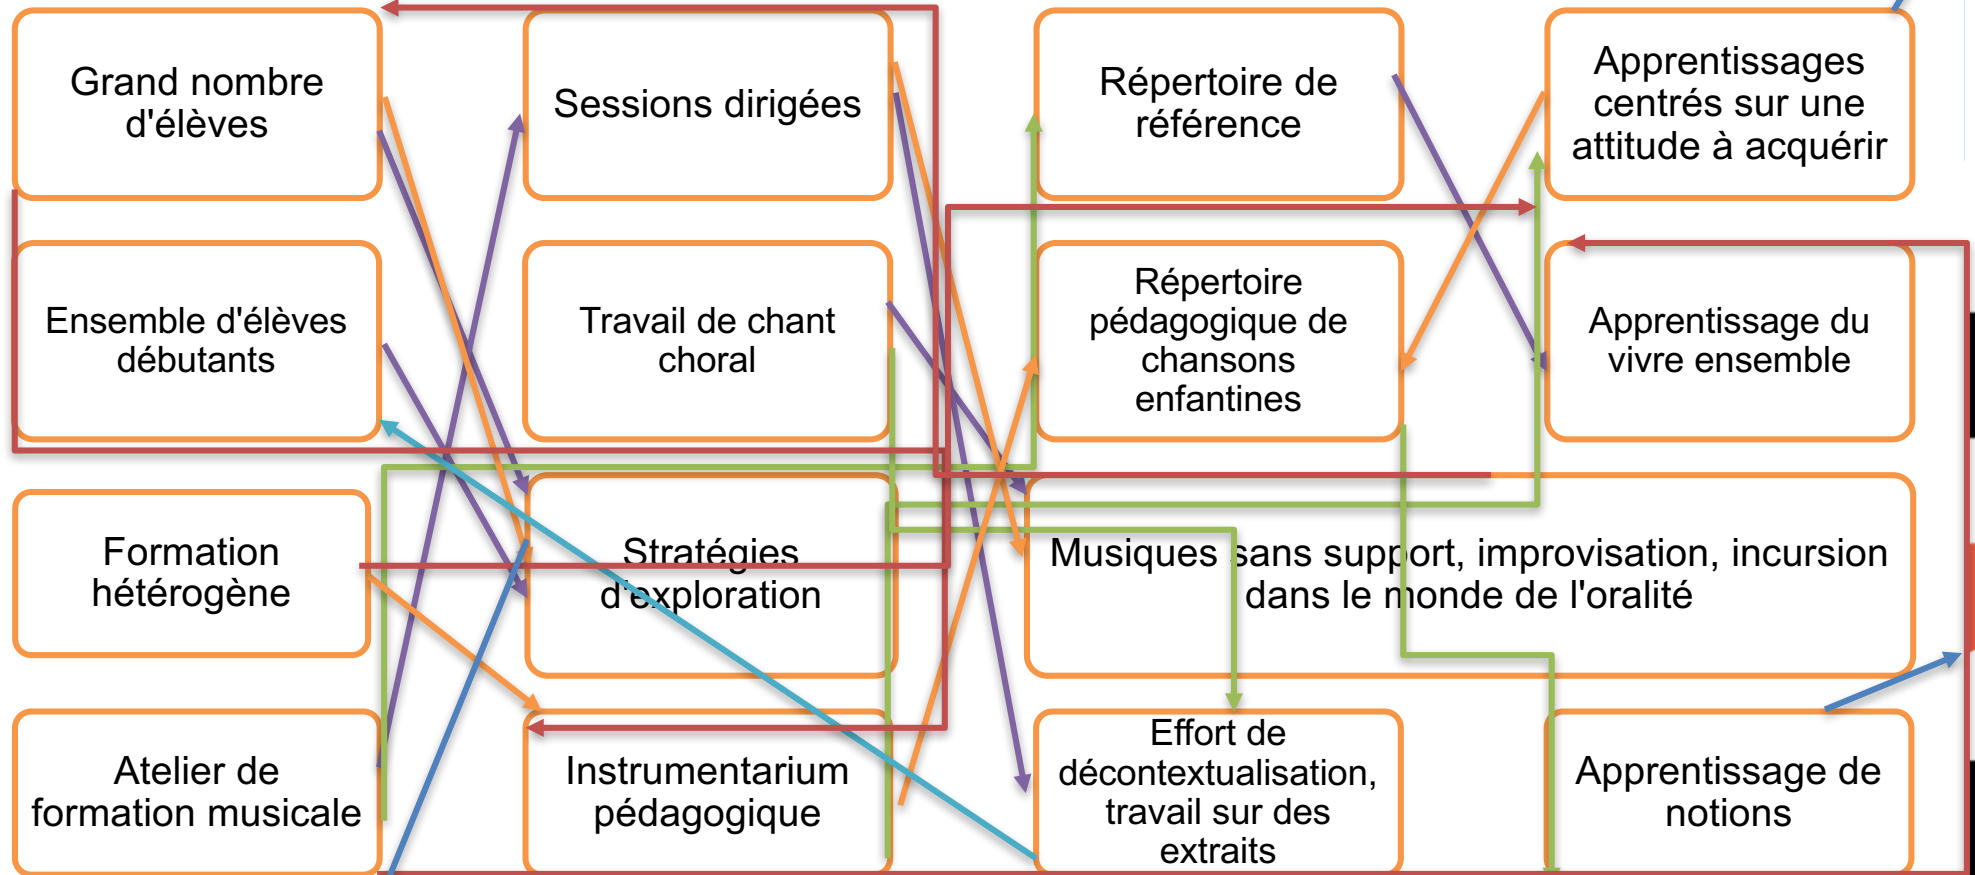 Grand nombre
d'élèves
Sessions dirigées
Répertoire de
référence
Apprentissages
centrés sur une
attitude à acquérir
Ensemble d'élèves
débutants
Travail de chant
choral
Répertoire
pédagogique de
chansons
enfantines
Apprentissage du
vivre ensemble
Formation
hétérogène
Stratégies
d'exploration
Musiques sans support, improvisation, incursion
dans le monde de l'oralité
Atelier de
formation musicale
Instrumentarium
pédagogique
Effort de
décontextualisation,
travail sur des
extraits
Apprentissage de
notions